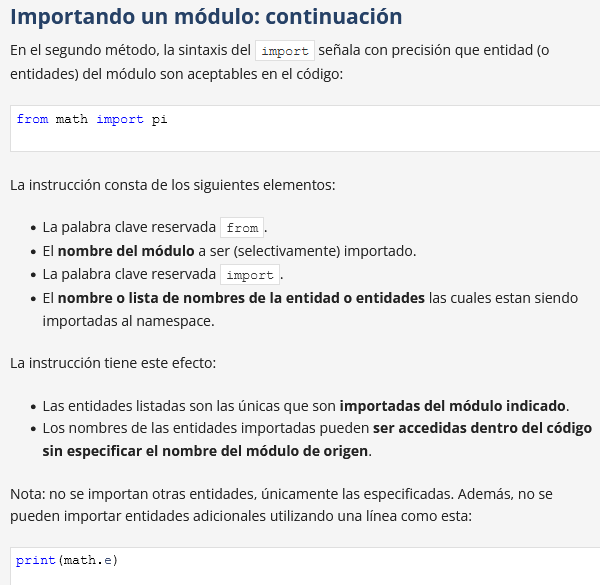 Importando un módulo: continuación
En el segundo método, la sintaxis del import señala con precisión que entidad (o
entidades) del módulo son aceptables en el código:
from math import pi
La instrucción consta de los siguientes elementos:
• La palabra clave reservada from.
• El nombre del módulo a ser (selectivamente) importado.
• La palabra clave reservada import.
• El nombre o lista de nombres de la entidad o entidades las cuales estan siendo
importadas al namespace.
La instrucción tiene este efecto:
• Las entidades listadas son las únicas que son importadas del módulo indicado.
• Los nombres de las entidades importadas pueden ser accedidas dentro del código
sin especificar el nombre del módulo de origen.
Nota: no se importan otras entidades, únicamente las especificadas. Además, no se
pueden importar entidades adicionales utilizando una línea como esta:
print(math.e)